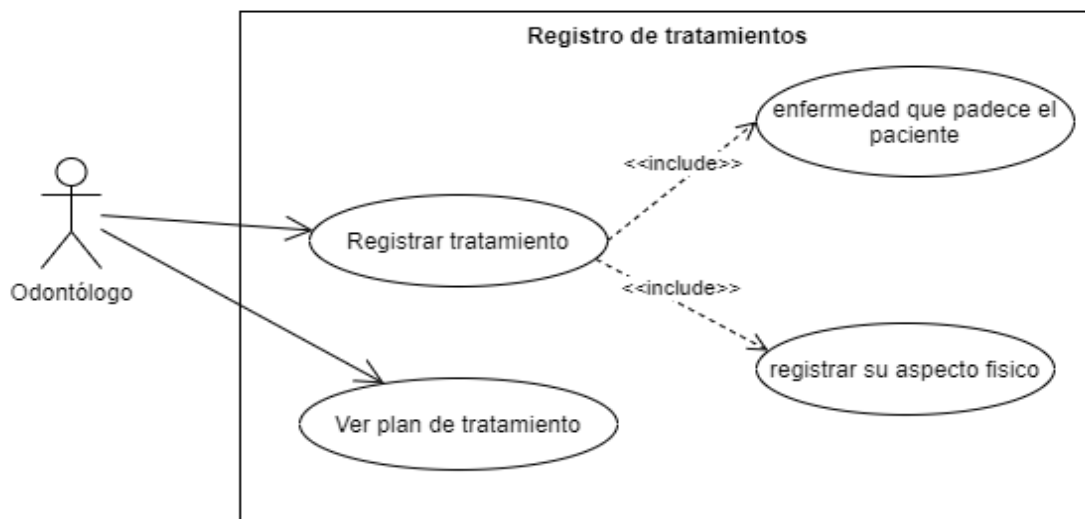 Registro de tratamientos
enfermedad que padece el
paciente
<<include>>
Registrar tratamiento
Odontólogo
<<include>>
registrar su aspecto fisico
Ver plan de tratamiento